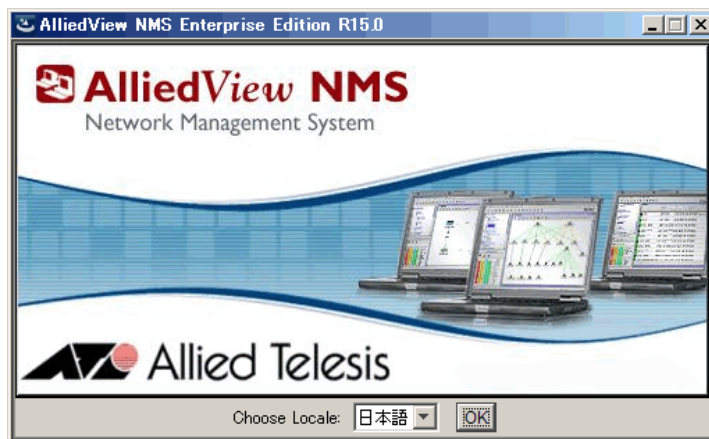 AlliedView NMS Enterprise Edition R15.0
AlliedView NMS
Network Management System
Allied Telesis
Choose Locale: 日本語 OK